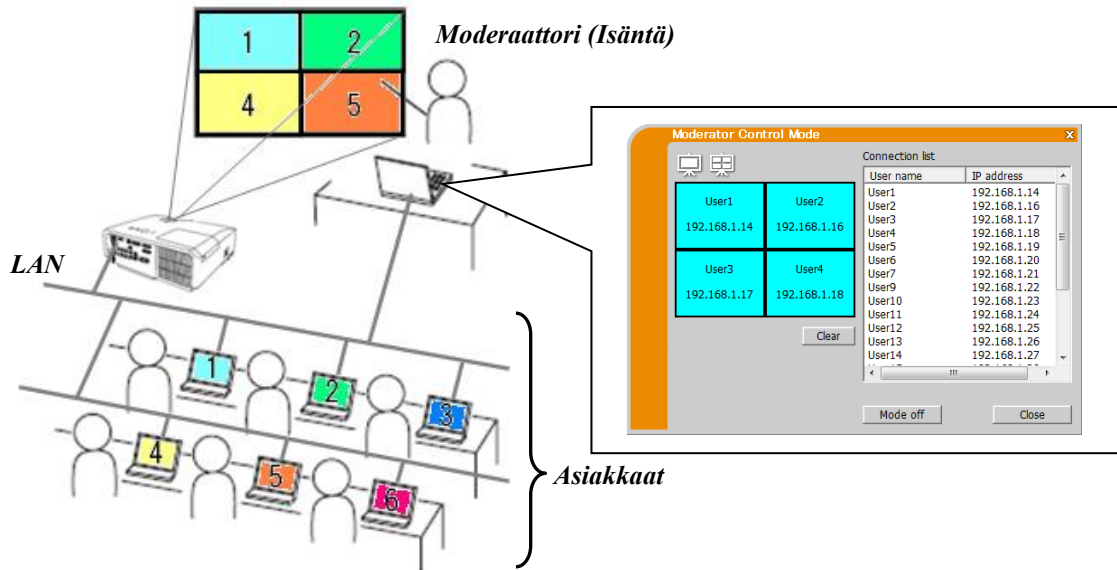 Moderaattori (Isäntä)
1
2
4
5
LAN
1
2
3
4
5
6
Asiakkaat
Moderator Control Mode x
Connection list
User name IP address
User1 192.168.1.14
User2 192.168.1.16
User3 192.168.1.17
User4 192.168.1.18
User5 192.168.1.19
User6 192.168.1.20
User7 192.168.1.21
User9 192.168.1.22
User10 192.168.1.23
User11 192.168.1.24
User12 192.168.1.25
User13 192.168.1.26
User14 192.168.1.27
User1 User2
192.168.1.14 192.168.1.16
User3 User4
192.168.1.17 192.168.1.18
Clear
Mode off Close